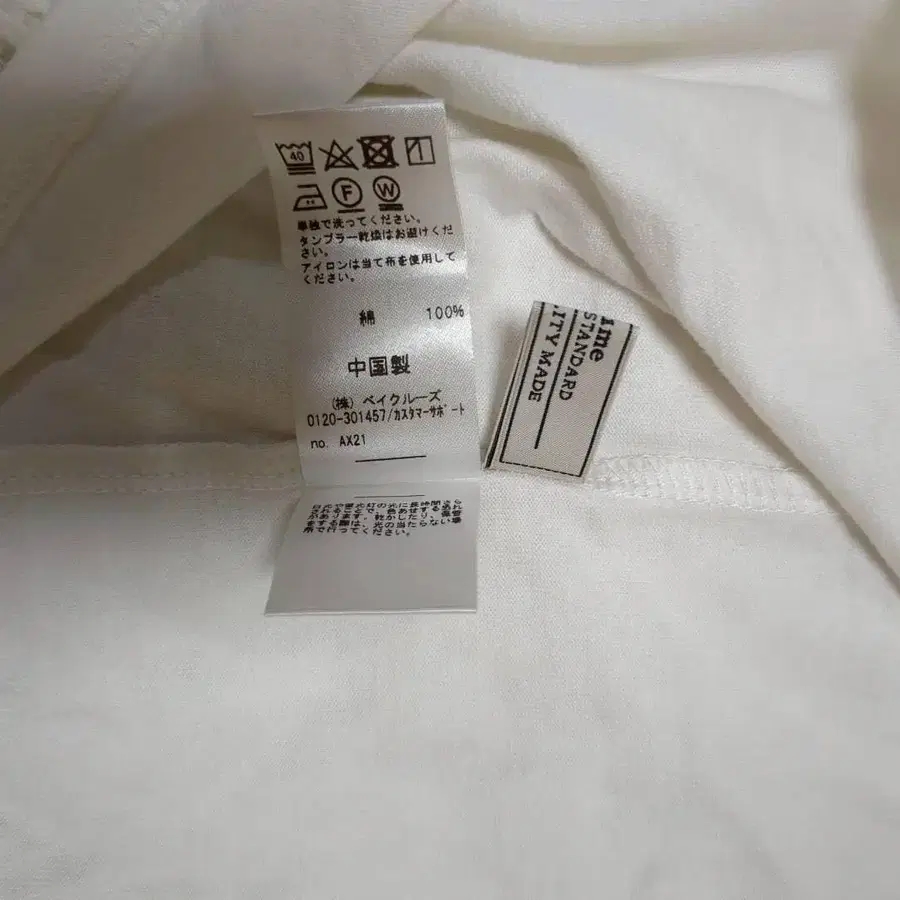 40
F
W
単独で洗ってください。
タンブラー乾燥はお避けくだ
さい。
アイロンは当て布を使用して
ください。
綿 100%
中国製
(株) ベイクルーズ
0120-301457/カスタマーサポート
no. AX21
ime
STANDARD
LITY MADE